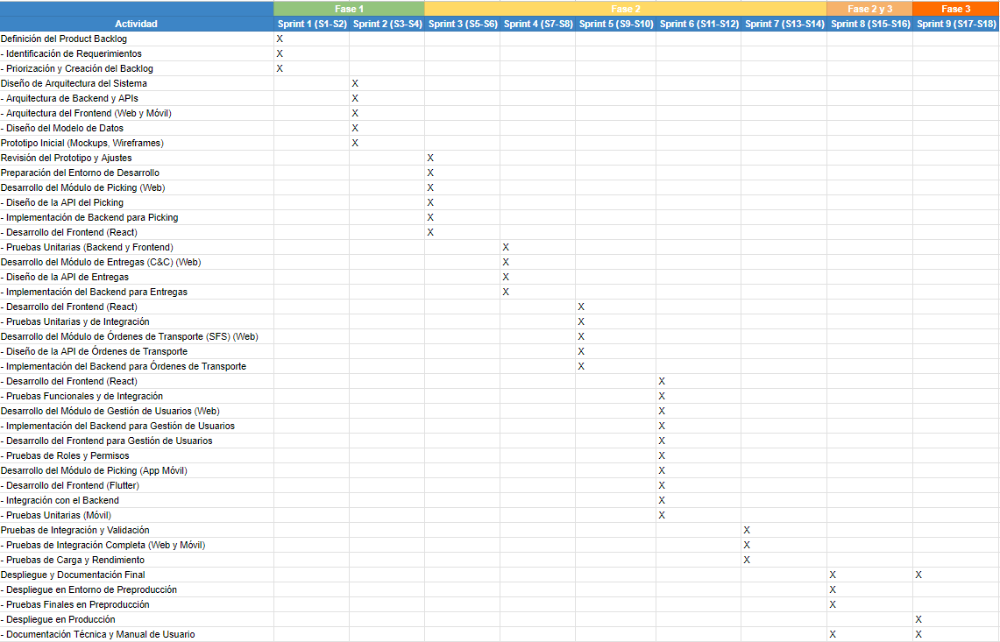 Fase 1 Fase 2 Fase 2 y 3 Fase 3
Actividad Sprint 1 (S1-S2) Sprint 2 (S3-S4) Sprint 3 (S5-S6) Sprint 4 (S7-S8) Sprint 5 (S9-S10) Sprint 6 (S11-S12) Sprint 7 (S13-S14) Sprint 8 (S15-S16) Sprint 9 (S17-S18)
Definición del Product Backlog X
- Identificación de Requerimientos X
- Priorización y Creación del Backlog X
Diseño de Arquitectura del Sistema X
- Arquitectura de Backend y APIs X
- Arquitectura del Frontend (Web y Móvil) X
- Diseño del Modelo de Datos X
Prototipo Inicial (Mockups, Wireframes) X
Revisión del Prototipo y Ajustes X
Preparación del Entorno de Desarrollo X
Desarrollo del Módulo de Picking (Web) X
- Diseño de la API del Picking X
- Implementación de Backend para Picking X
- Desarrollo del Frontend (React) X
- Pruebas Unitarias (Backend y Frontend) X
Desarrollo del Módulo de Entregas (C&C) (Web) X
- Diseño de la API de Entregas X
- Implementación del Backend para Entregas X
- Desarrollo del Frontend (React) X
- Pruebas Unitarias y de Integración X
Desarrollo del Módulo de Órdenes de Transporte (SFS) (Web) X
- Diseño de la API de Órdenes de Transporte X
- Implementación del Backend para Órdenes de Transporte X
- Desarrollo del Frontend (React) X
- Pruebas Funcionales y de Integración X
Desarrollo del Módulo de Gestión de Usuarios (Web) X
- Implementación del Backend para Gestión de Usuarios X
- Desarrollo del Frontend para Gestión de Usuarios X
- Pruebas de Roles y Permisos X
Desarrollo del Módulo de Picking (App Móvil) X
- Desarrollo del Frontend (Flutter) X
- Integración con el Backend X
- Pruebas Unitarias (Móvil) X
Pruebas de Integración y Validación X
- Pruebas de Integración Completa (Web y Móvil) X
- Pruebas de Carga y Rendimiento X
Despliegue y Documentación Final X X
- Despliegue en Entorno de Preproducción X
- Pruebas Finales en Preproducción X
- Despliegue en Producción X
- Documentación Técnica y Manual de Usuario X X